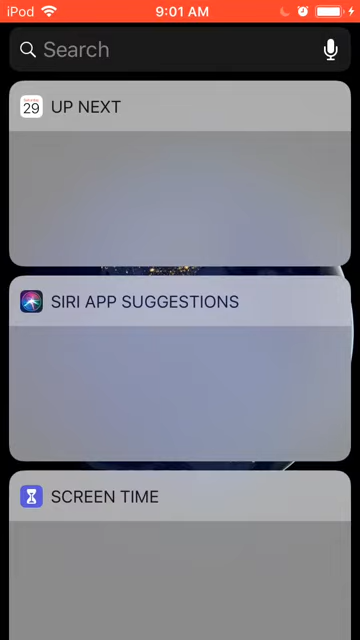 iPod 9:01 AM
Search
29 UP NEXT
SIRI APP SUGGESTIONS
SCREEN TIME